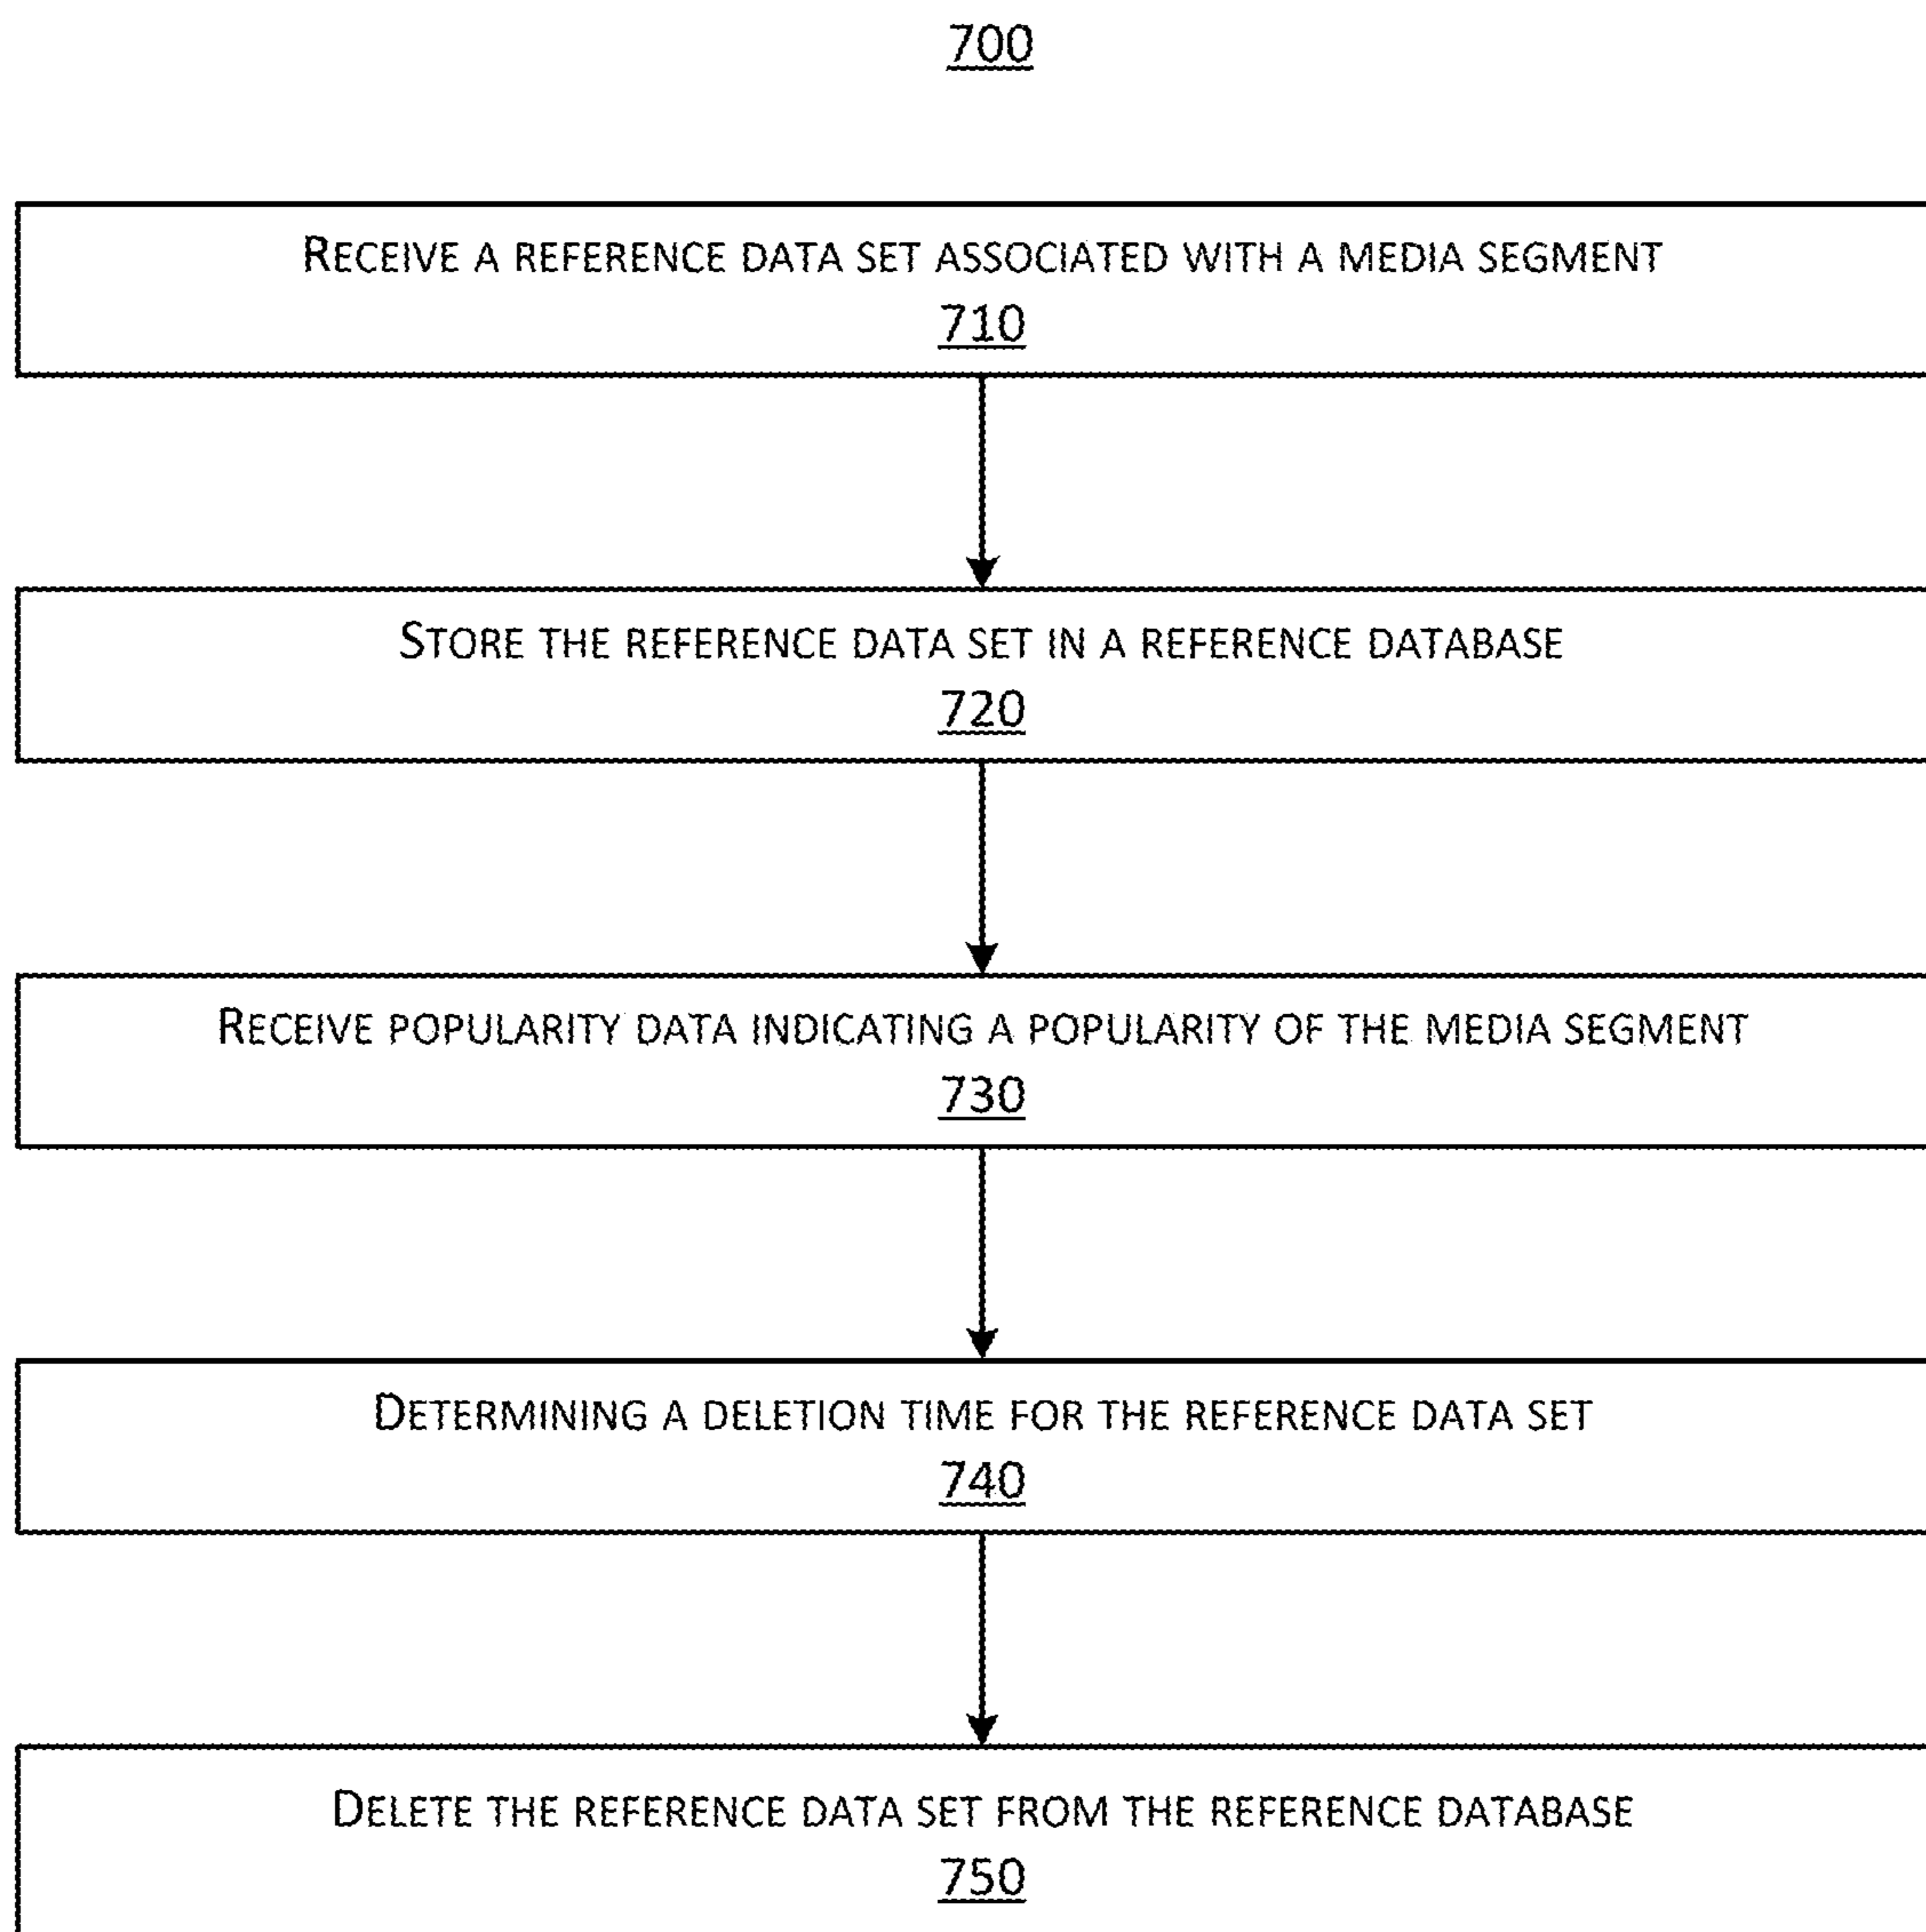 700
RECEIVE A REFERENCE DATA SET ASSOCIATED WITH A MEDIA SEGMENT
710
STORE THE REFERENCE DATA SET IN A REFERENCE DATABASE
720
RECEIVE POPULARITY DATA INDICATING A POPULARITY OF THE MEDIA SEGMENT
730
DETERMINING A DELETION TIME FOR THE REFERENCE DATA SET
740
DELETE THE REFERENCE DATA SET FROM THE REFERENCE DATABASE
750